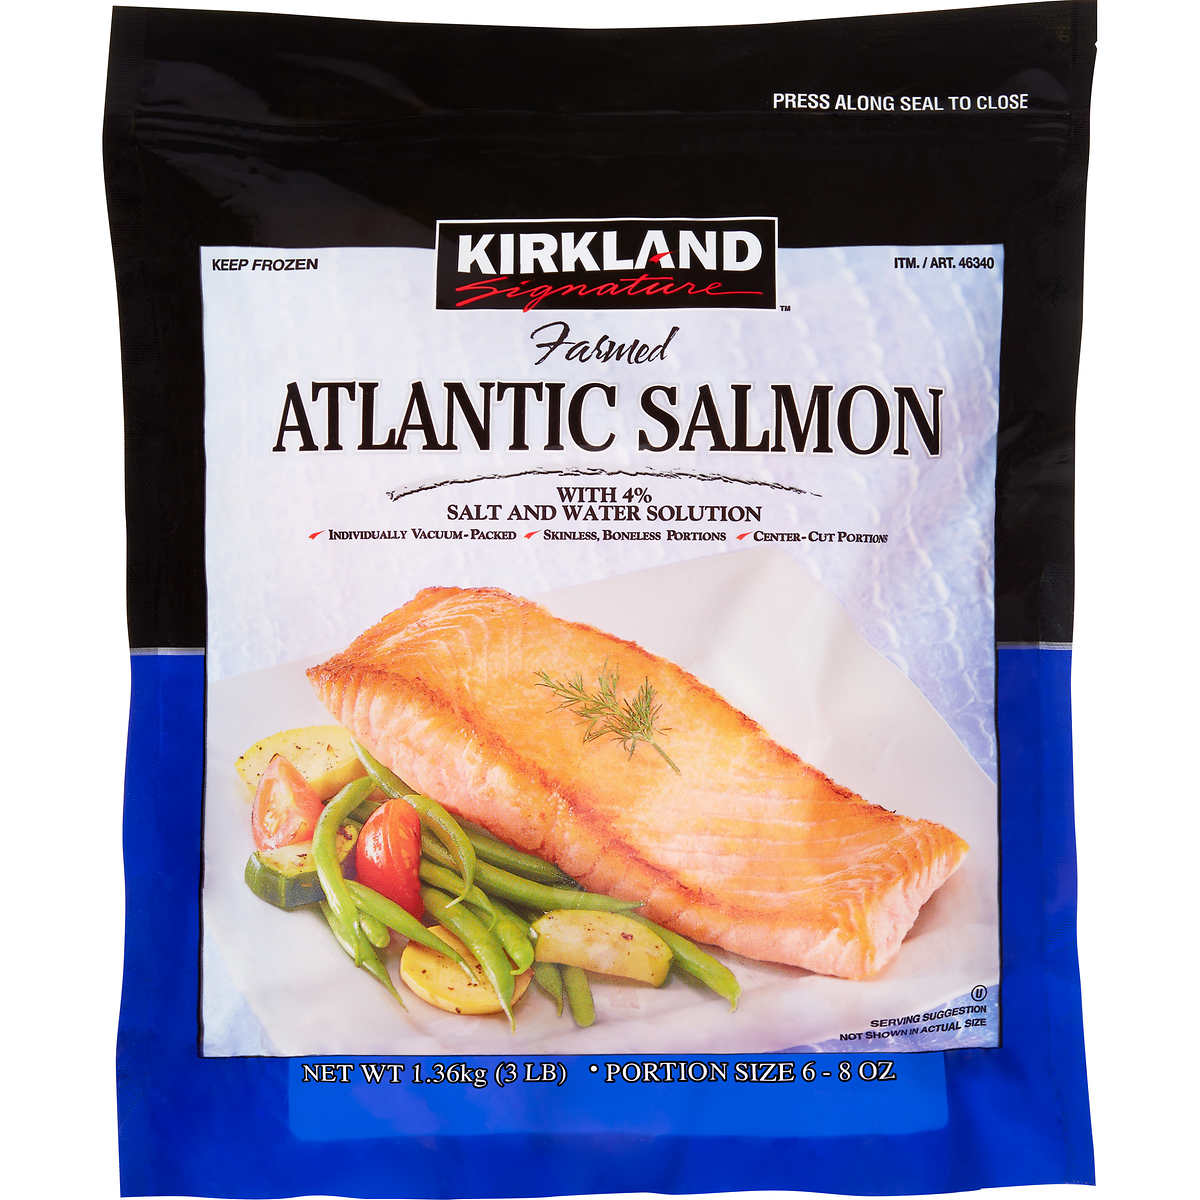 PRESS ALONG SEAL TO CLOSE
KIRKLAND
Signature
™
KEEP FROZEN
ITM. / ART. 46340
Farmed
ATLANTIC SALMON
WITH 4%
SALT AND WATER SOLUTION
INDIVIDUALLY VACUUM-PACKED SKINLESS, BONELESS PORTIONS CENTER-CUT PORTIONS
U
SERVING SUGGESTION
NOT SHOWN IN ACTUAL SIZE
NET WT 1.36kg (3 LB) • PORTION SIZE 6 - 8 OZ